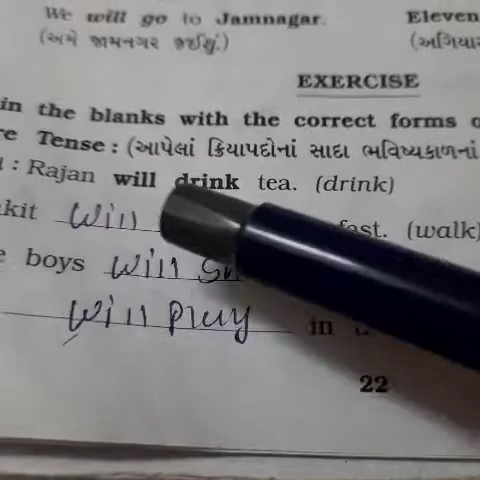 We will go to Jamnagar. Eleven
(અમે જામનગર જઈશું.) (અગિયાર
EXERCISE
in the blanks with the correct forms
re Tense : (આપેલાં ક્રિયાપદોનાં સાદા ભવિષ્યકાળનાં
: Rajan will drink tea. (drink)
kit will fast. (walk)
e boys will
will play in
22